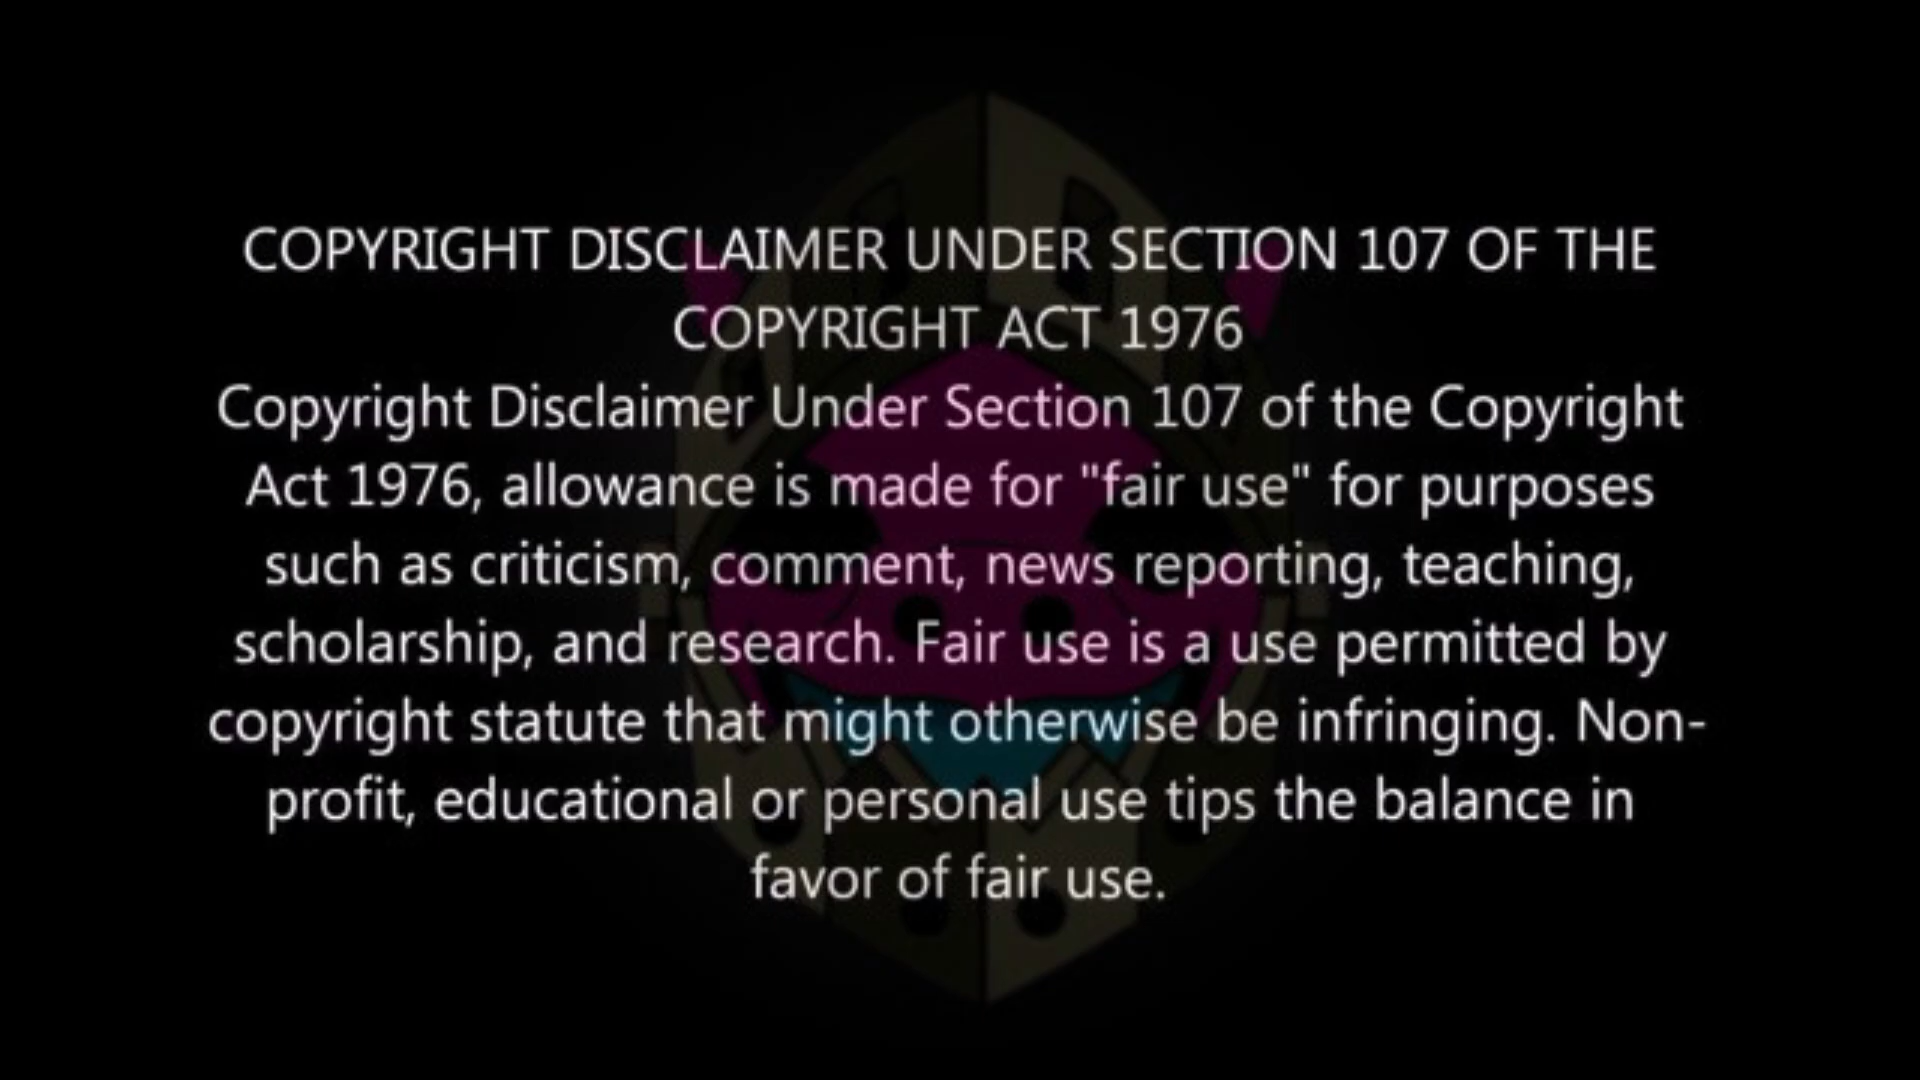 COPYRIGHT DISCLAIMER UNDER SECTION 107 OF THE
COPYRIGHT ACT 1976
Copyright Disclaimer Under Section 107 of the Copyright
Act 1976, allowance is made for "fair use" for purposes
such as criticism, comment, news reporting, teaching,
scholarship, and research. Fair use is a use permitted by
copyright statute that might otherwise be infringing. Non-
profit, educational or personal use tips the balance in
favor of fair use.